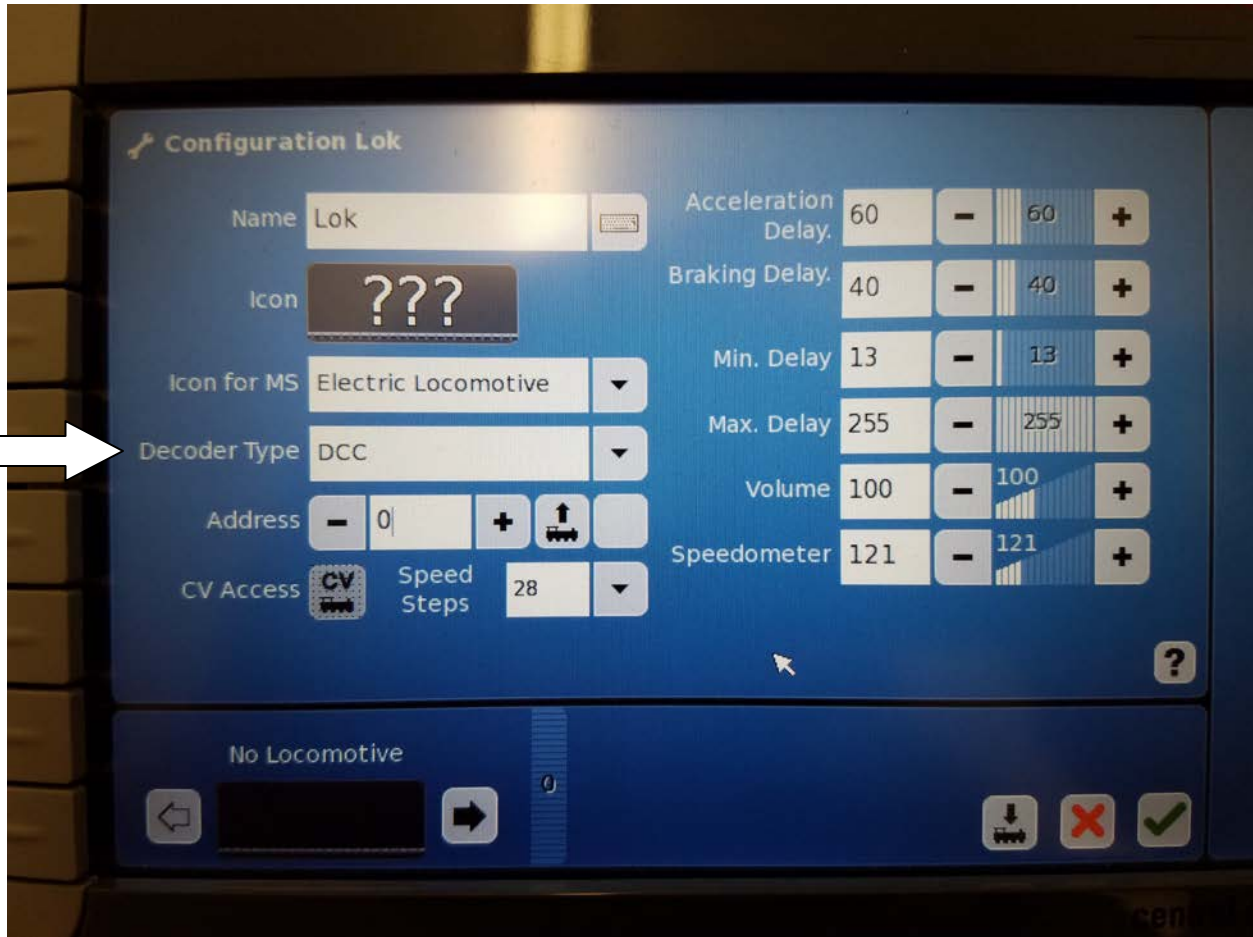 Configuration Lok
Name Lok
Icon ???
Icon for MS Electric Locomotive
Decoder Type DCC
Address - 0 +
CV Access CV Speed Steps 28
Acceleration Delay. 60 - 60 +
Braking Delay. 40 - 40 +
Min. Delay 13 - 13 +
Max. Delay 255 - 255 +
Volume 100 - 100 +
Speedometer 121 - 121 +
?
No Locomotive
0